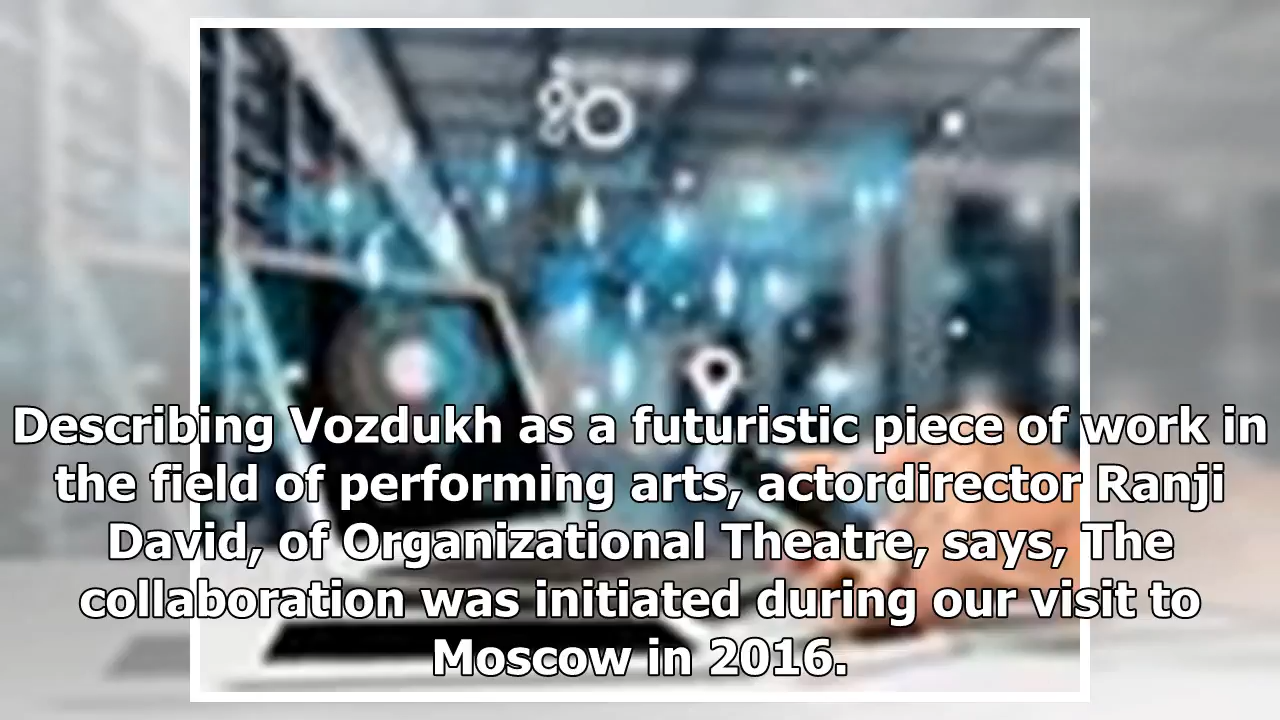 Describing Vozdukh as a futuristic piece of work in
the field of performing arts, actordirector Ranji
David, of Organizational Theatre, says, The
collaboration was initiated during our visit to
Moscow in 2016.